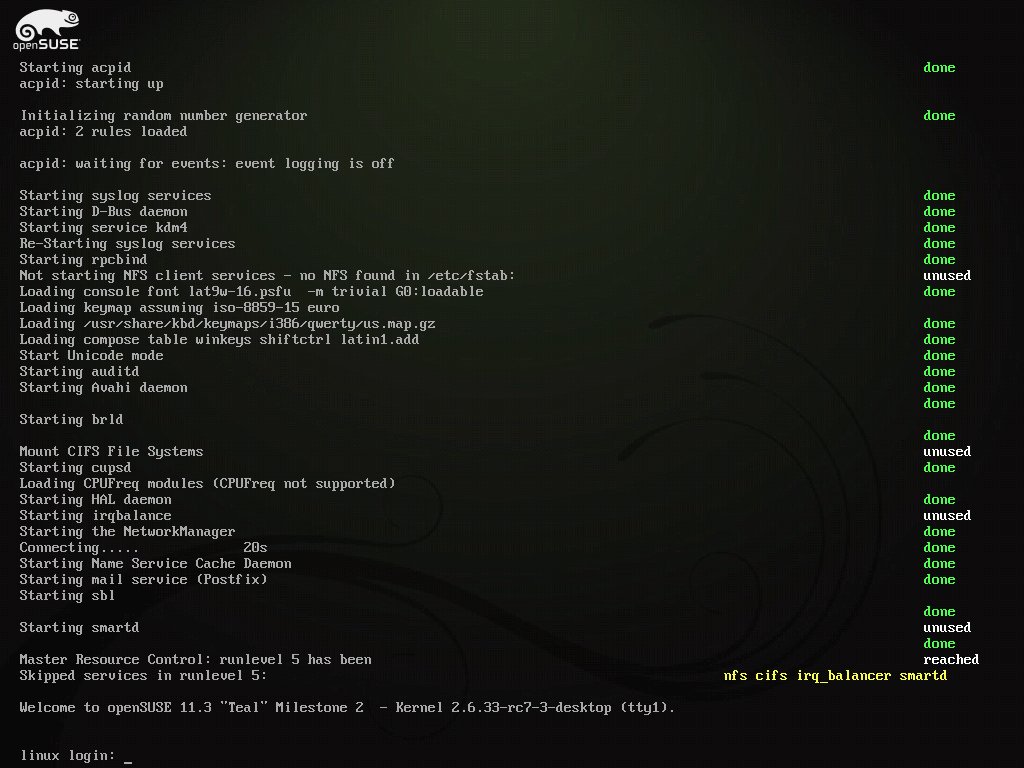 openSUSE
Starting acpid done
acpid: starting up
Initializing random number generator done
acpid: 2 rules loaded
acpid: waiting for events: event logging is off
Starting syslog services done
Starting D-Bus daemon done
Starting service kdm4 done
Re-Starting syslog services done
Starting rpcbind done
Not starting NFS client services - no NFS found in /etc/fstab: unused
Loading console font lat9w-16.psfu  -m trivial G0:loadable done
Loading keymap assuming iso-8859-15 euro
Loading /usr/share/kbd/keymaps/i386/qwerty/us.map.gz done
Loading compose table winkeys shiftctrl latin1.add done
Start Unicode mode done
Starting auditd done
Starting Avahi daemon done
done
Starting brld
done
Mount CIFS File Systems unused
Starting cupsd done
Loading CPUFreq modules (CPUFreq not supported)
Starting HAL daemon done
Starting irqbalance unused
Starting the NetworkManager done
Connecting..... 20s done
Starting Name Service Cache Daemon done
Starting mail service (Postfix) done
Starting sbl
done
Starting smartd unused
done
Master Resource Control: runlevel 5 has been reached
Skipped services in runlevel 5: nfs cifs irq_balancer smartd
Welcome to openSUSE 11.3 "Teal" Milestone 2  - Kernel 2.6.33-rc7-3-desktop (tty1).
linux login: _